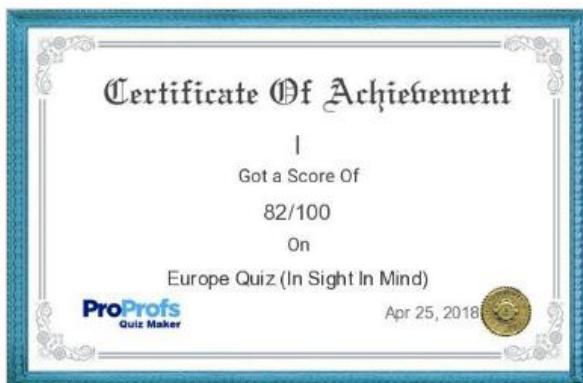 Certificate Of Achievement
I
Got a Score Of
82/100
On
Europe Quiz (In Sight In Mind)
ProProfs
Quiz Maker
Apr 25, 2018